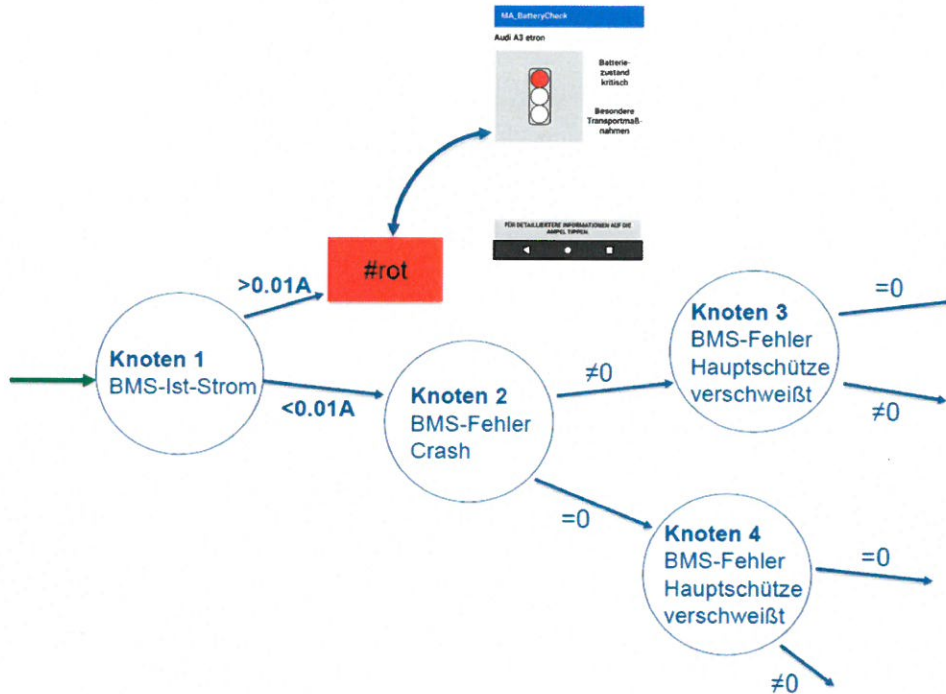 MA_BatteryCheck
Audi A3 etron
Batterie-
zustand
kritisch
Besondere
Transportmaß-
nahmen
FÜR DETAILLIERTERE INFORMATIONEN AUF DIE
AMPEL TIPPEN
#rot
>0.01A
Knoten 1
BMS-Ist-Strom
<0.01A
Knoten 2
BMS-Fehler
Crash
≠0
=0
Knoten 3
BMS-Fehler
Hauptschütze
verschweißt
=0
≠0
Knoten 4
BMS-Fehler
Hauptschütze
verschweißt
=0
≠0